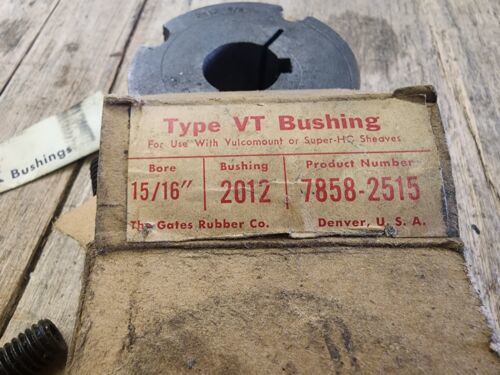 Type VT Bushing
For Use With Vulcomount or Super-HC Sheaves
Bore Bushing Product Number
15/16" 2012 7858-2515
The Gates Rubber Co. Denver, U. S. A.
Bushings